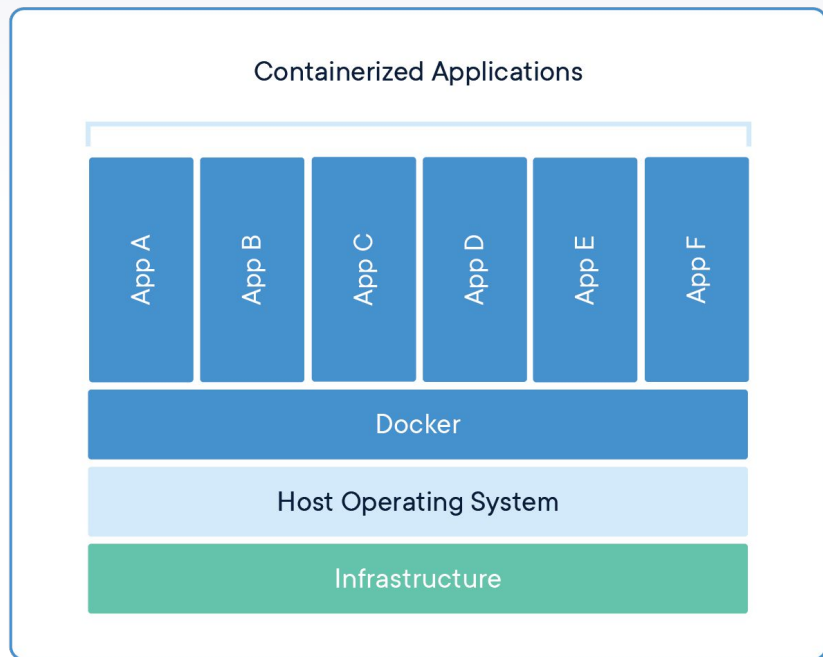 Containerized Applications
App A
App B
App C
App D
App E
App F
Docker
Host Operating System
Infrastructure